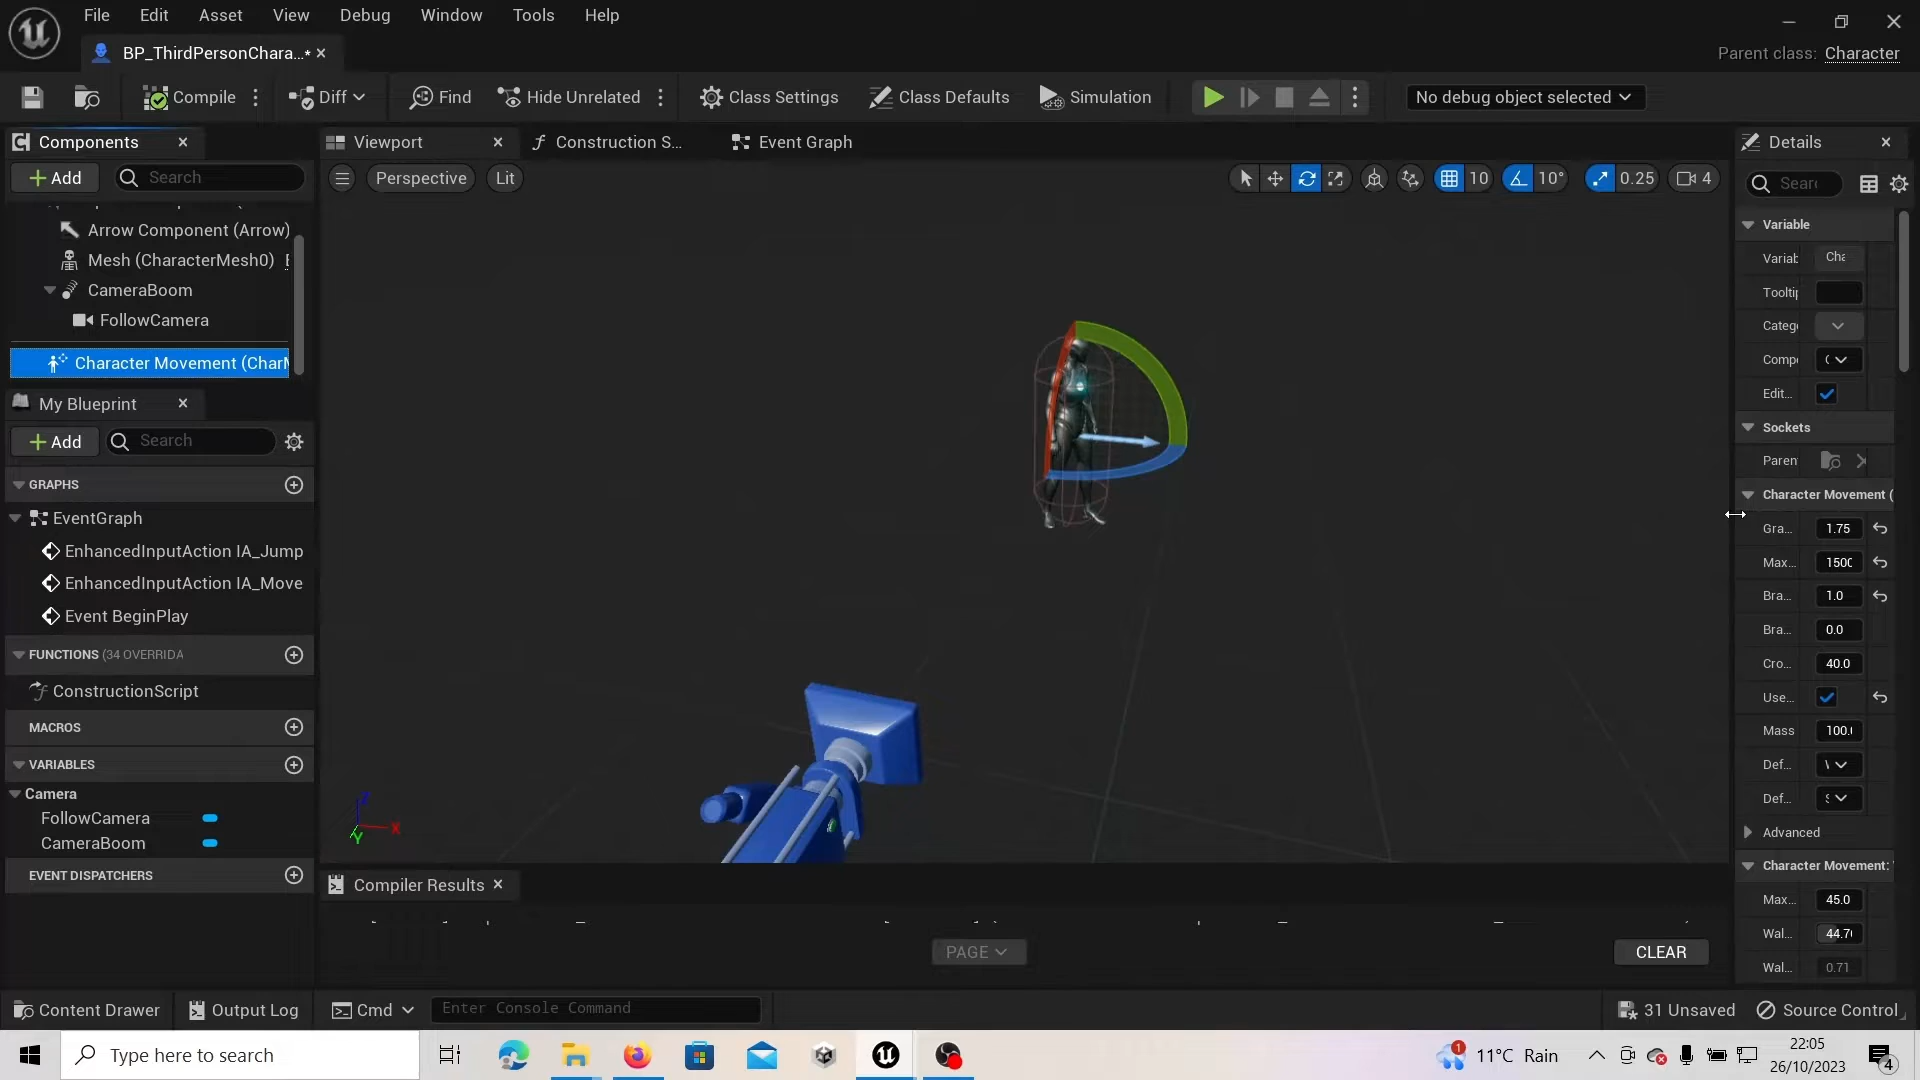 File Edit Asset View Debug Window Tools Help
BP_ThirdPersonChara...*
Parent class: Character
Compile Diff Find Hide Unrelated Class Settings Class Defaults Simulation No debug object selected
Components Viewport Construction S... Event Graph Details
Add Search Perspective Lit 10 10° 0.25 4
Arrow Component (Arrow)
Mesh (CharacterMesh0)
CameraBoom
FollowCamera
Character Movement (Char
My Blueprint
Add Search
GRAPHS
EventGraph
EnhancedInputAction IA_Jump
EnhancedInputAction IA_Move
Event BeginPlay
FUNCTIONS (34 OVERRIDA
ConstructionScript
MACROS
VARIABLES
Camera
FollowCamera
CameraBoom
EVENT DISPATCHERS
Z
X
Y
Variable
Variab
Tooltip
Categ
Compo
Edit...
Sockets
Paren
Character Movement (
Gra... 1.75
Max... 1500
Bra... 1.0
Bra... 0.0
Cro... 40.0
Use...
Mass 100.
Def...
Def...
Advanced
Character Movement:
Max... 45.0
Wal... 44.7
Wal... 0.71
Compiler Results
PAGE
CLEAR
Content Drawer Output Log Cmd Enter Console Command 31 Unsaved Source Control
Type here to search
1
11°C Rain
22:05
26/10/2023
4